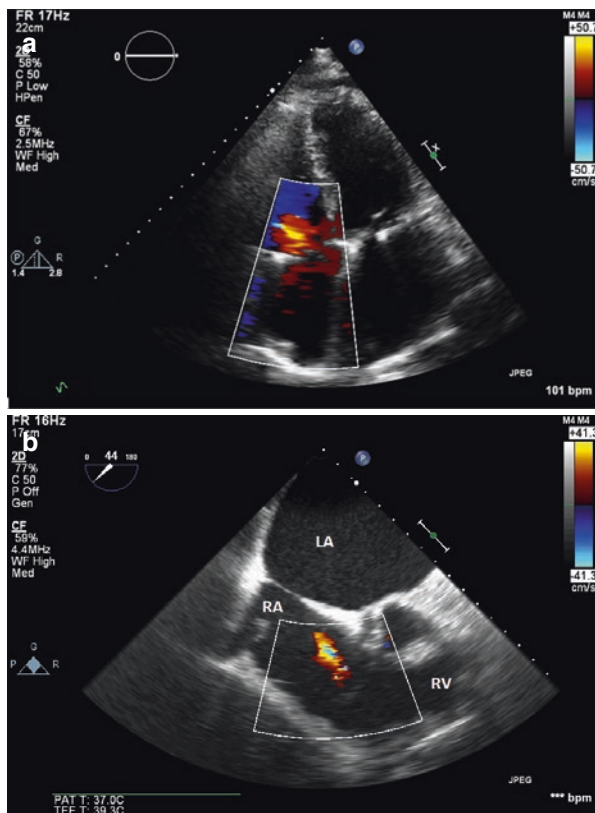 FR 17Hz
22cm
a
2D
58%
C 50
P Low
HPen
CF
67%
2.5MHz
WF High
Med
0
P
M4 M4
+50.7
x
-50.7
cm/s
G
P R
1.4 2.8
JPEG
101 bpm
FR 16Hz
17cm
b
2D
77%
C 50
P Off
Gen
CF
59%
4.4MHz
WF High
Med
44
0 180
P
M4 M4
+41.3
-41.3
cm/s
LA
RA
RV
G
P R
JPEG
PAT T: 37.0C
TEE T: 39.3C
*** bpm